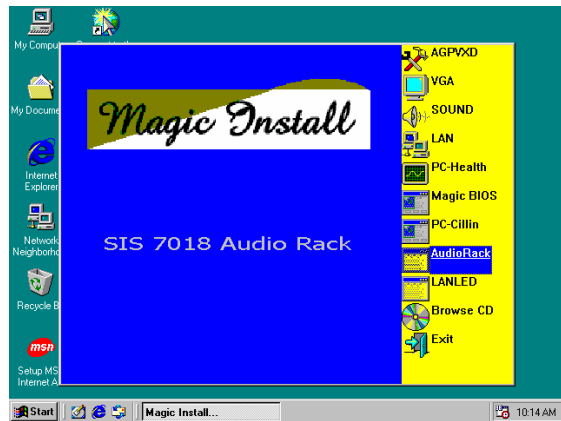 My Compu
My Docume
Internet
Explorer
Network
Neighborho
Recycle B
msn
Setup MS
Internet A
Magic Install
SIS 7018 Audio Rack
AGPVXD
VGA
SOUND
LAN
PC-Health
Magic BIOS
PC-Cillin
AudioRack
LANLED
Browse CD
Exit
Start
Magic Install...
10:14 AM